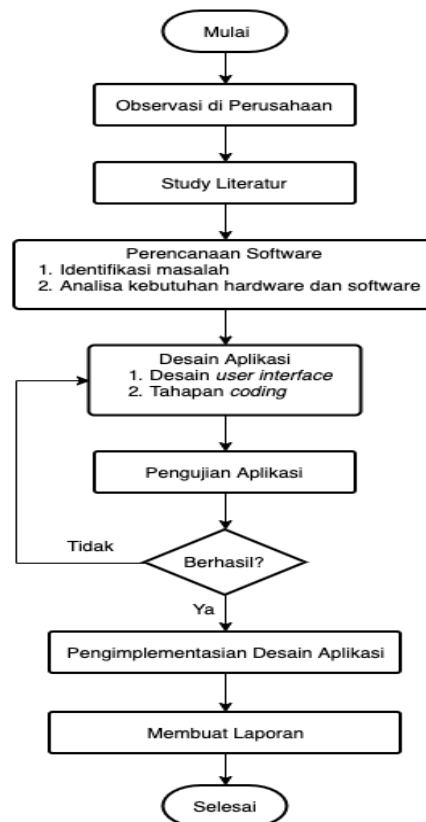 Mulai
Observasi di Perusahaan
Study Literatur
Perencanaan Software
1. Identifikasi masalah
2. Analisa kebutuhan hardware dan software
Desain Aplikasi
1. Desain user interface
2. Tahapan coding
Pengujian Aplikasi
Tidak
Berhasil?
Ya
Pengimplementasian Desain Aplikasi
Membuat Laporan
Selesai